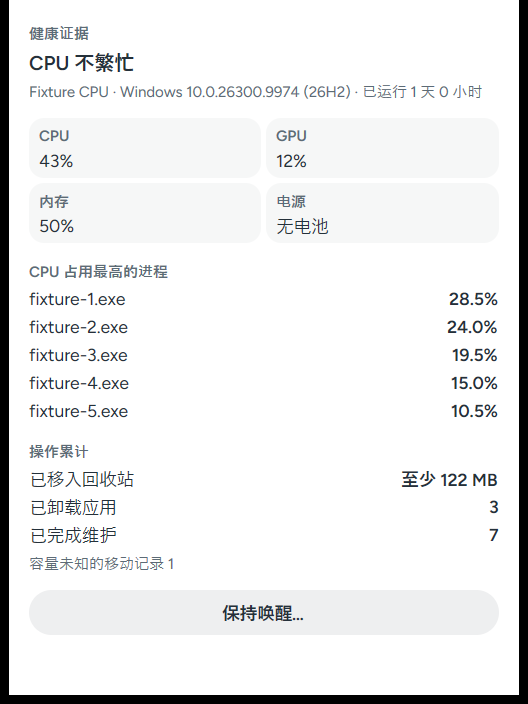 健康证据
CPU 不繁忙
Fixture CPU · Windows 10.0.26300.9974 (26H2) · 已运行 1 天 0 小时
CPU
43%
GPU
12%
内存
50%
电源
无电池
CPU 占用最高的进程
fixture-1.exe 28.5%
fixture-2.exe 24.0%
fixture-3.exe 19.5%
fixture-4.exe 15.0%
fixture-5.exe 10.5%
操作累计
已移入回收站 至少 122 MB
已卸载应用 3
已完成维护 7
容量未知的移动记录 1
保持唤醒...